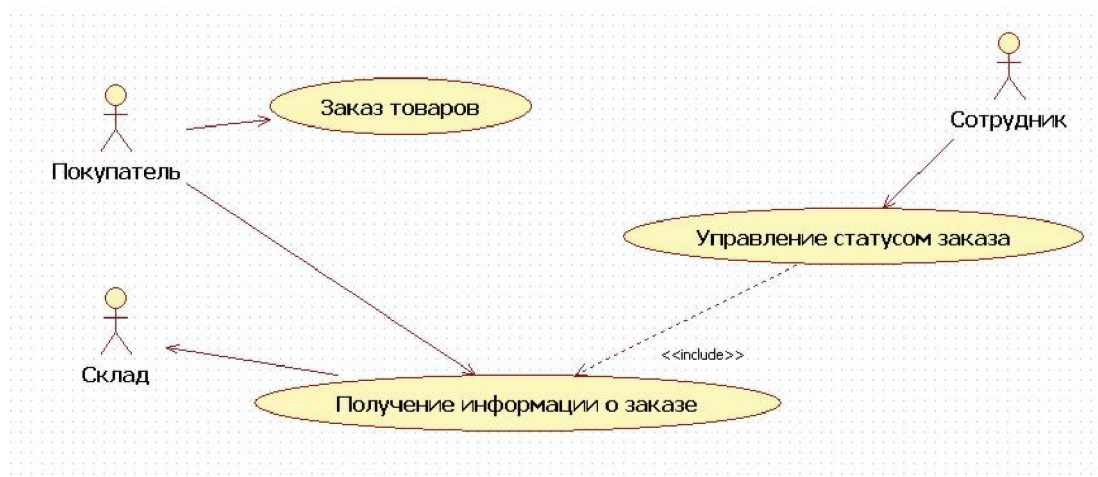 Заказ товаров
Сотрудник
Покупатель
Управление статусом заказа
<<include>>
Склад
Получение информации о заказе